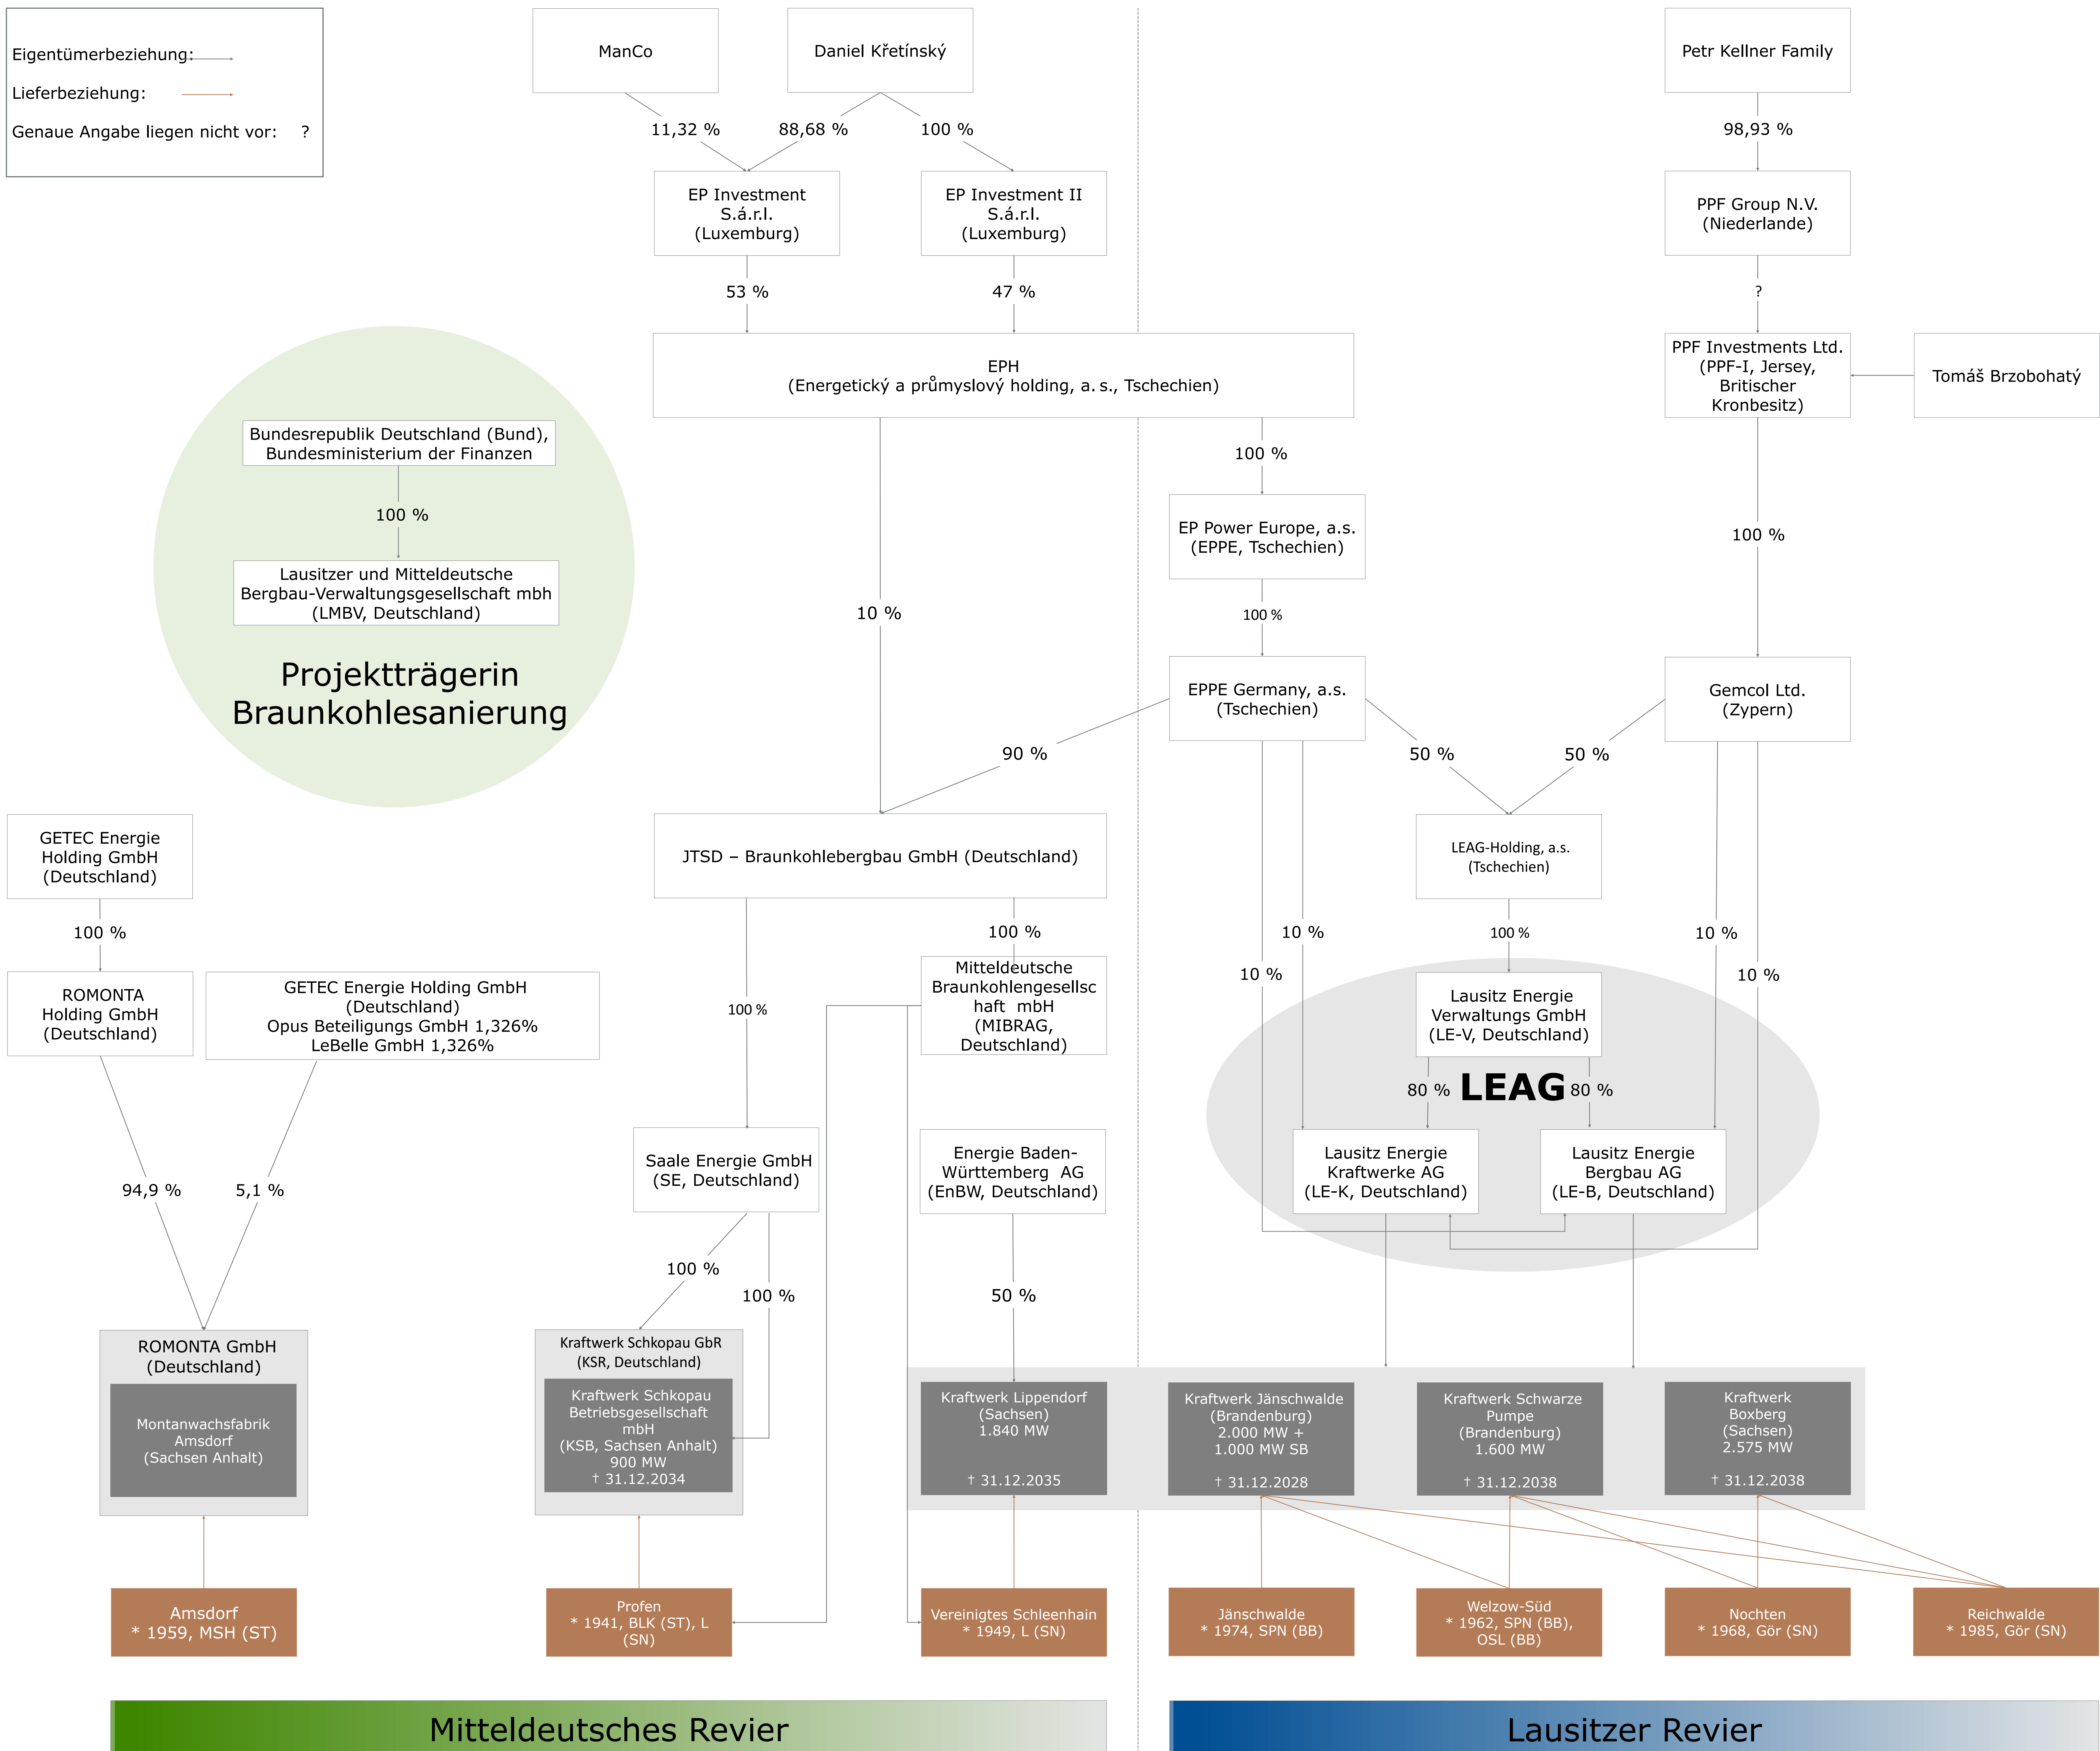 Eigentümerbeziehung:
Lieferbeziehung:
Genaue Angabe liegen nicht vor: ?
ManCo
Daniel Křetínský
Petr Kellner Family
11,32 %
88,68 %
100 %
98,93 %
EP Investment
S.á.r.l.
(Luxemburg)
EP Investment II
S.á.r.l.
(Luxemburg)
PPF Group N.V.
(Niederlande)
53 %
47 %
?
EPH
(Energetický a průmyslový holding, a. s., Tschechien)
PPF Investments Ltd.
(PPF-I, Jersey,
Britischer
Kronbesitz)
Tomáš Brzobohatý
Bundesrepublik Deutschland (Bund),
Bundesministerium der Finanzen
100 %
Lausitzer und Mitteldeutsche
Bergbau-Verwaltungsgesellschaft mbh
(LMBV, Deutschland)
Projektträgerin
Braunkohlesanierung
100 %
EP Power Europe, a.s.
(EPPE, Tschechien)
100 %
10 %
100 %
EPPE Germany, a.s.
(Tschechien)
Gemcol Ltd.
(Zypern)
90 %
50 %
50 %
GETEC Energie
Holding GmbH
(Deutschland)
JTSD – Braunkohlebergbau GmbH (Deutschland)
LEAG-Holding, a.s.
(Tschechien)
100 %
100 %
10 %
100 %
10 %
10 %
10 %
ROMONTA
Holding GmbH
(Deutschland)
GETEC Energie Holding GmbH
(Deutschland)
Opus Beteiligungs GmbH 1,326%
LeBelle GmbH 1,326%
100 %
Mitteldeutsche
Braunkohlengesellsc
haft mbH
(MIBRAG,
Deutschland)
Lausitz Energie
Verwaltungs GmbH
(LE-V, Deutschland)
80 %
LEAG
80 %
94,9 %
5,1 %
Saale Energie GmbH
(SE, Deutschland)
Energie Baden-
Württemberg AG
(EnBW, Deutschland)
Lausitz Energie
Kraftwerke AG
(LE-K, Deutschland)
Lausitz Energie
Bergbau AG
(LE-B, Deutschland)
100 %
100 %
50 %
ROMONTA GmbH
(Deutschland)
Montanwachsfabrik
Amsdorf
(Sachsen Anhalt)
Kraftwerk Schkopau GbR
(KSR, Deutschland)
Kraftwerk Schkopau
Betriebsgesellschaft
mbH
(KSB, Sachsen Anhalt)
900 MW
† 31.12.2034
Kraftwerk Lippendorf
(Sachsen)
1.840 MW
† 31.12.2035
Kraftwerk Jänschwalde
(Brandenburg)
2.000 MW +
1.000 MW SB
† 31.12.2028
Kraftwerk Schwarze
Pumpe
(Brandenburg)
1.600 MW
† 31.12.2038
Kraftwerk
Boxberg
(Sachsen)
2.575 MW
† 31.12.2038
Amsdorf
* 1959, MSH (ST)
Profen
* 1941, BLK (ST), L
(SN)
Vereinigtes Schleenhain
* 1949, L (SN)
Jänschwalde
* 1974, SPN (BB)
Welzow-Süd
* 1962, SPN (BB),
OSL (BB)
Nochten
* 1968, Gör (SN)
Reichwalde
* 1985, Gör (SN)
Mitteldeutsches Revier
Lausitzer Revier